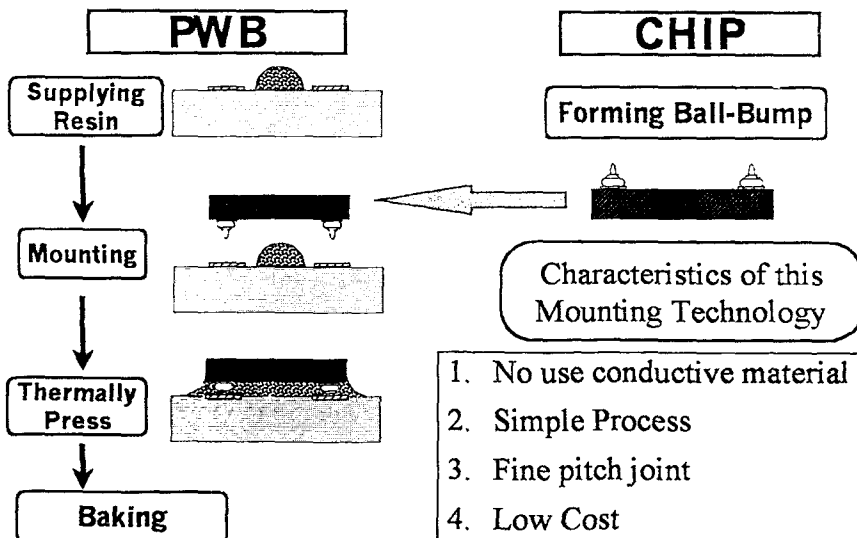 PWB
CHIP
Supplying
Resin
Forming Ball-Bump
Mounting
Characteristics of this
Mounting Technology
Thermally
Press
1. No use conductive material
2. Simple Process
3. Fine pitch joint
4. Low Cost
Baking